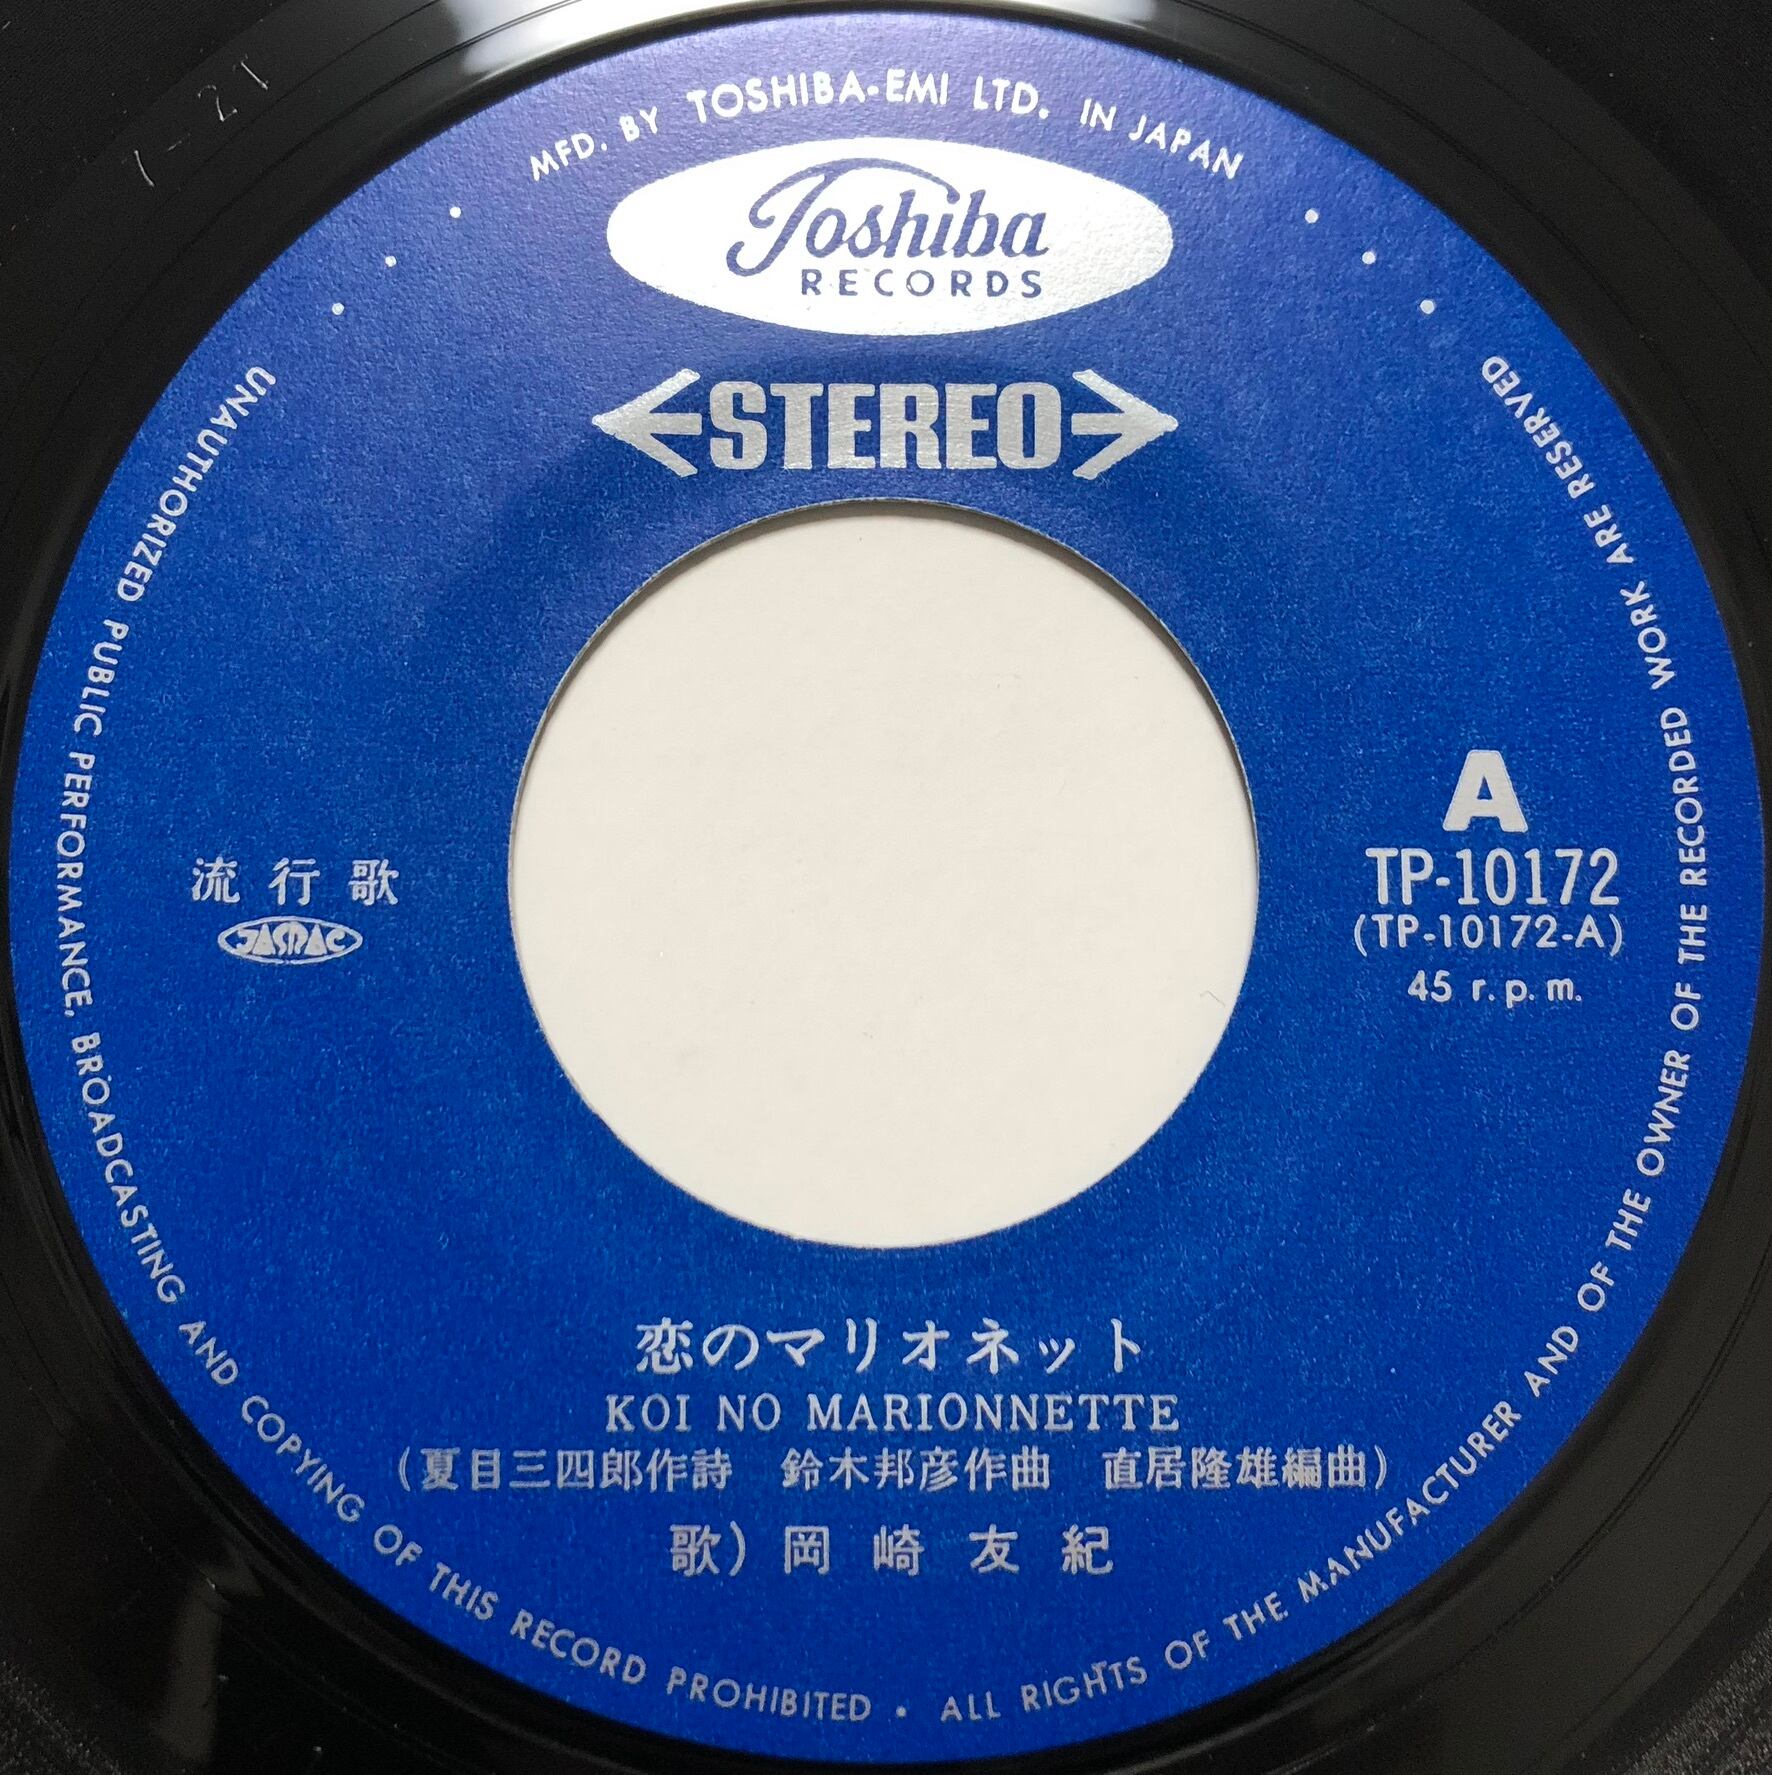 1-21
MFD. BY TOSHIBA-EMI LTD. IN JAPAN
Toshiba
RECORDS
STEREO
流行歌
JASRAC
A
TP-10172
(TP-10172-A)
45 r.p.m.
恋のマリオネット
KOI NO MARIONNETTE
(夏目三四郎作詩 鈴木邦彦作曲 直居隆雄編曲)
歌) 岡崎友紀
UNAUTHORIZED PUBLIC PERFORMANCE, BROADCASTING AND COPYING OF THIS RECORD PROHIBITED • ALL RIGHTS OF THE MANUFACTURER AND OF THE OWNER OF THE RECORDED WORK ARE RESERVED